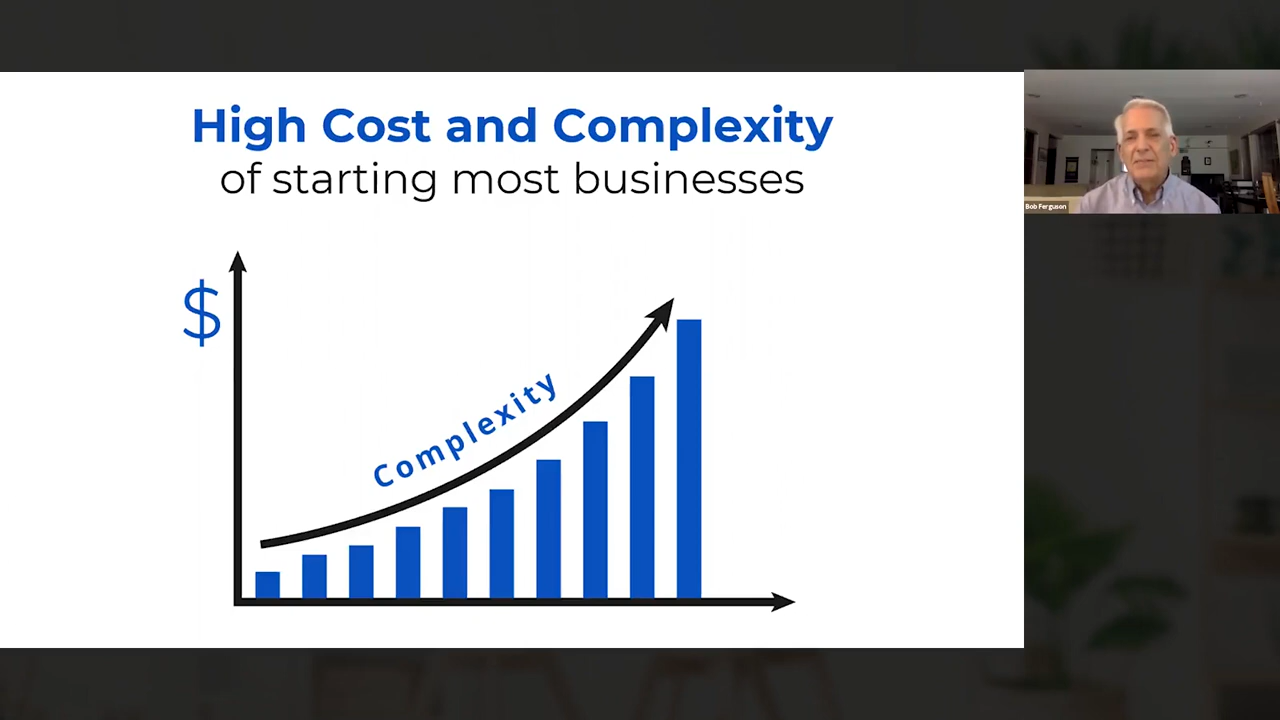 High Cost and Complexity
of starting most businesses
$
Complexity
Bob Ferguson